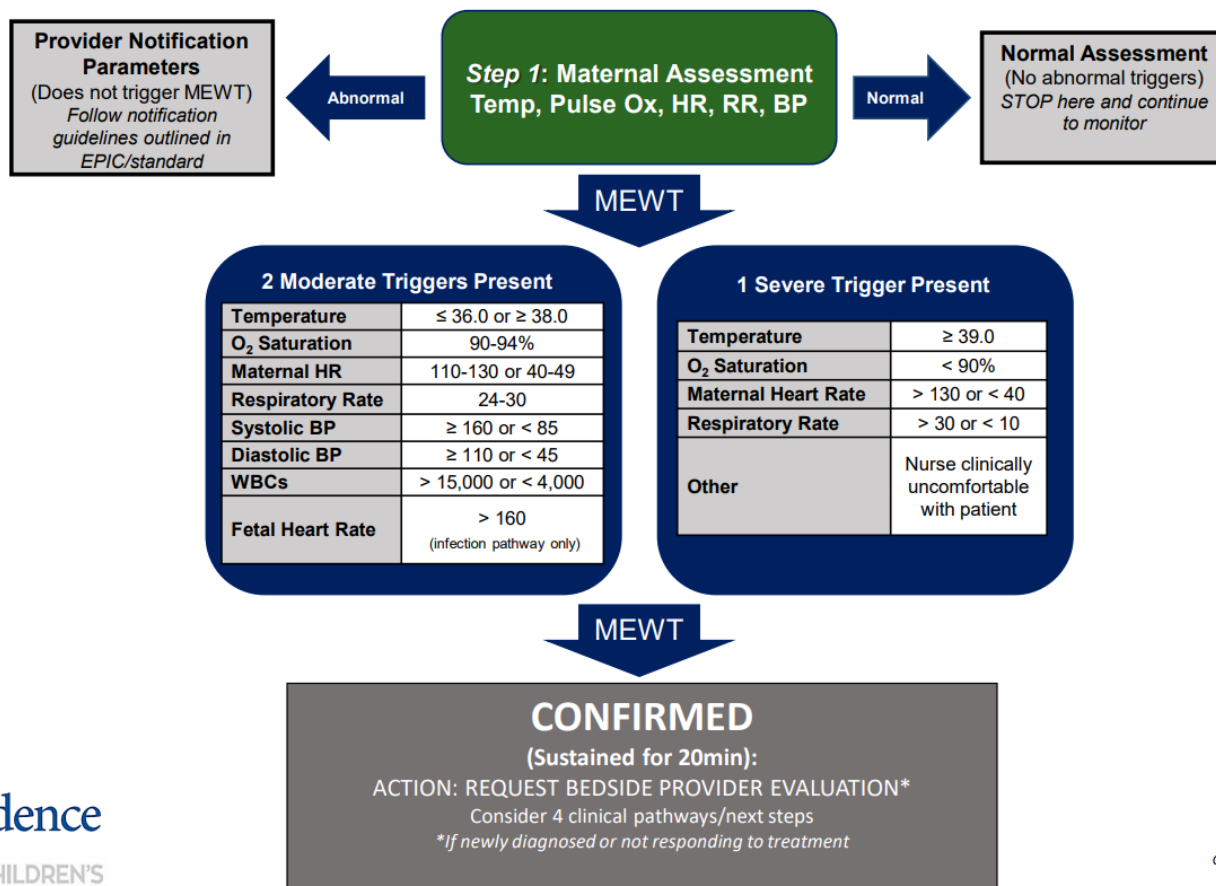 Provider Notification
Parameters
(Does not trigger MEWT)
Follow notification
guidelines outlined in
EPIC/standard
Abnormal
Step 1: Maternal Assessment
Temp, Pulse Ox, HR, RR, BP
Normal
Normal Assessment
(No abnormal triggers)
STOP here and continue
to monitor
MEWT
2 Moderate Triggers Present
Temperature ≤ 36.0 or ≥ 38.0
O₂ Saturation 90-94%
Maternal HR 110-130 or 40-49
Respiratory Rate 24-30
Systolic BP ≥ 160 or < 85
Diastolic BP ≥ 110 or < 45
WBCs > 15,000 or < 4,000
Fetal Heart Rate > 160
(infection pathway only)
1 Severe Trigger Present
Temperature ≥ 39.0
O₂ Saturation < 90%
Maternal Heart Rate > 130 or < 40
Respiratory Rate > 30 or < 10
Other Nurse clinically
uncomfortable
with patient
MEWT
CONFIRMED
(Sustained for 20min):
ACTION: REQUEST BEDSIDE PROVIDER EVALUATION*
Consider 4 clinical pathways/next steps
*If newly diagnosed or not responding to treatment
dence
HILDREN'S